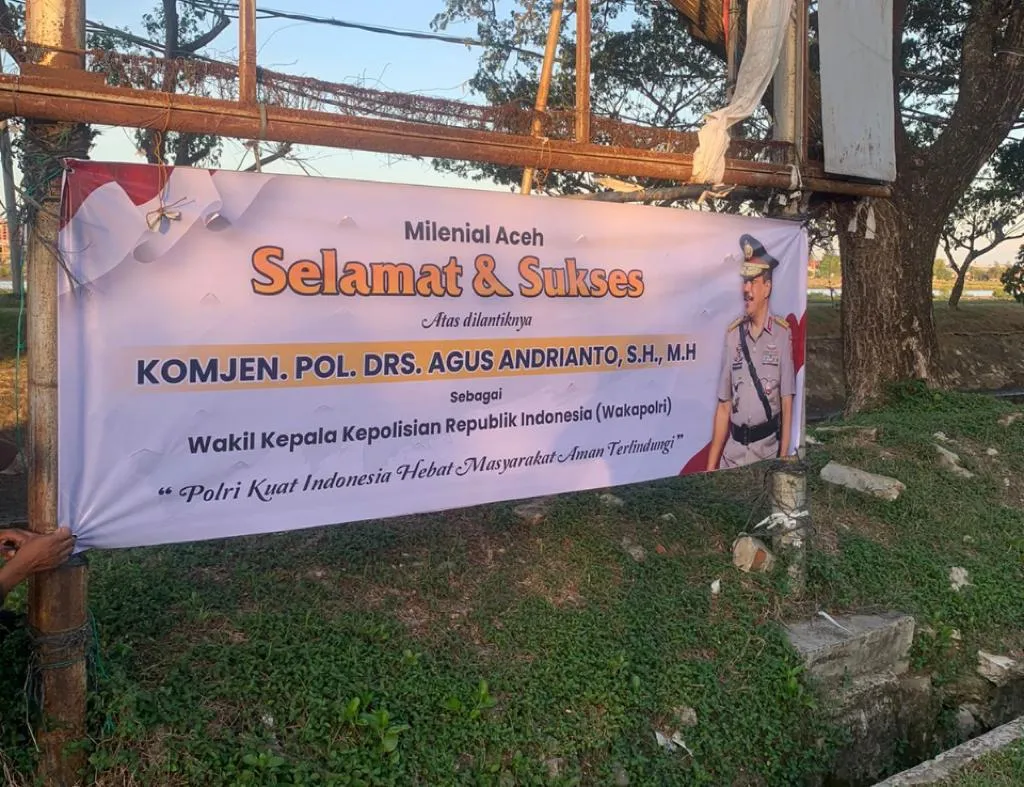 Milenial Aceh
Selamat & Sukses
Atas dilantiknya
KOMJEN. POL. DRS. AGUS ANDRIANTO, S.H., M.H
Sebagai
Wakil Kepala Kepolisian Republik Indonesia (Wakapolri)
“ Polri Kuat Indonesia Hebat Masyarakat Aman Terlindungi”